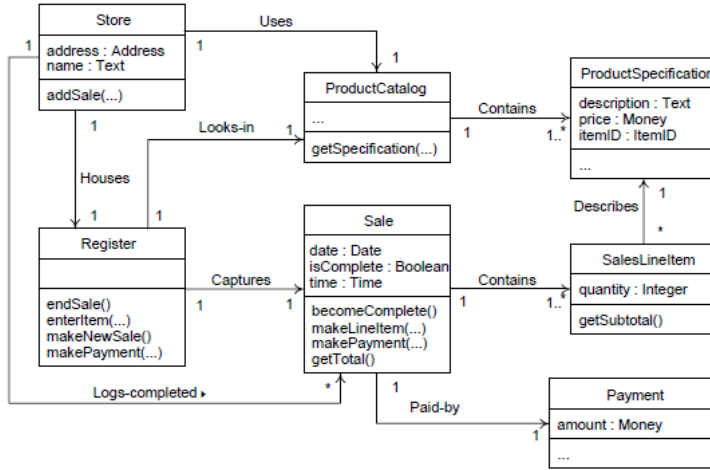 Store
address : Address
name : Text
addSale(...)
1
1
Uses
1
ProductCatalog
...
getSpecification(...)
1
Contains
1..*
ProductSpecification
description : Text
price : Money
itemID : ItemID
...
1
Houses
1
Looks-in
1
1
Register
endSale()
enterItem(...)
makeNewSale()
makePayment(...)
1
Captures
1
Sale
date : Date
isComplete : Boolean
time : Time
becomeComplete()
makeLineItem(...)
makePayment(...)
getTotal()
1
Contains
1..*
1
Describes
*
SalesLineItem
quantity : Integer
getSubtotal()
Logs-completed
*
1
Paid-by
1
Payment
amount : Money
...